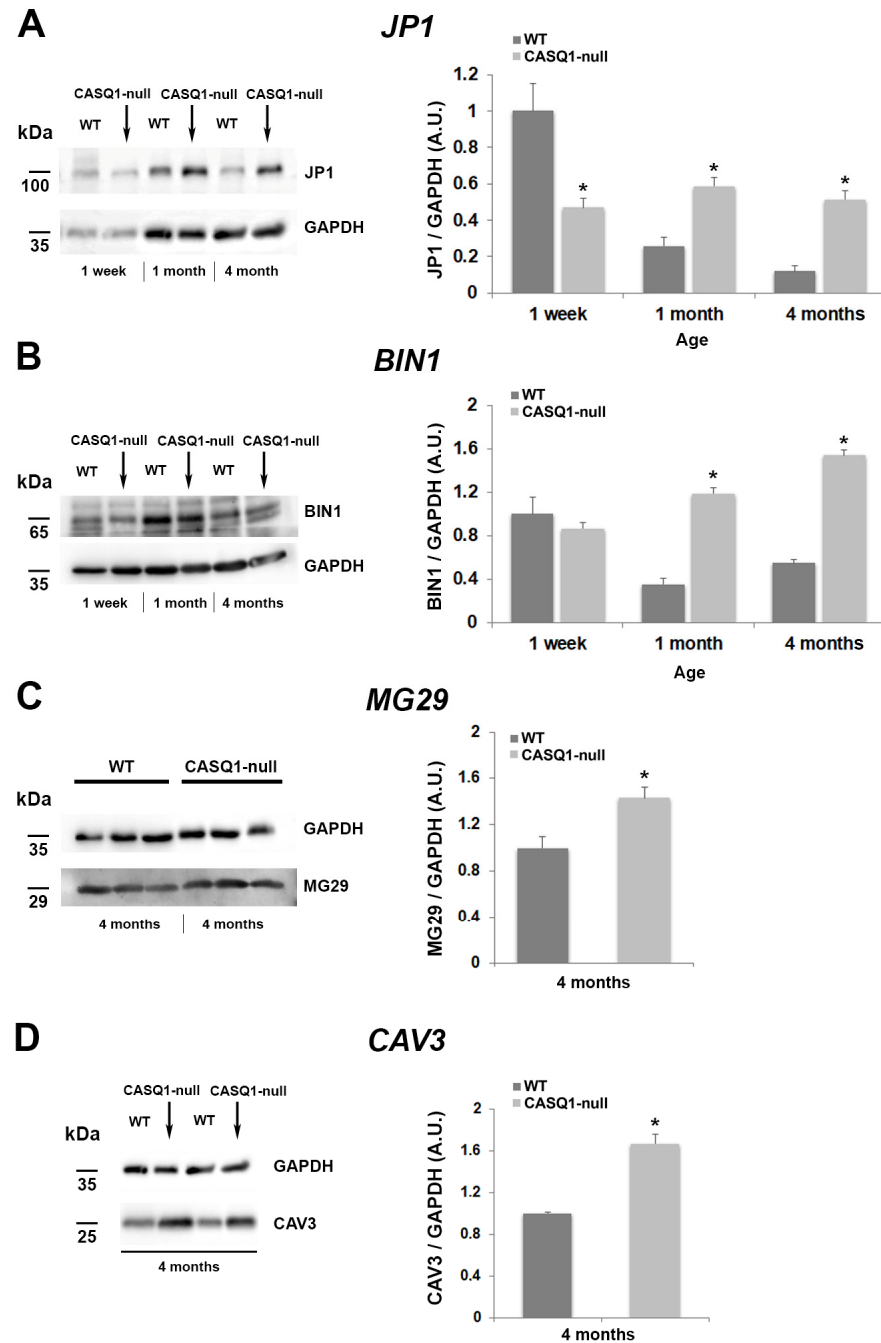 A
JP1
CASQ1-null CASQ1-null CASQ1-null
kDa
WT WT WT
100
JP1
35
GAPDH
1 week 1 month 4 month
WT
CASQ1-null
JP1 / GAPDH (A.U.)
1.2
1
0.8
0.6
0.4
0.2
0
* * *
1 week 1 month 4 months
Age
B
BIN1
CASQ1-null CASQ1-null CASQ1-null
WT WT WT
kDa
65
BIN1
35
GAPDH
1 week 1 month 4 months
WT
CASQ1-null
BIN1 / GAPDH (A.U.)
2
1.6
1.2
0.8
0.4
0
* *
1 week 1 month 4 months
Age
C
MG29
WT CASQ1-null
kDa
35
GAPDH
29
MG29
4 months 4 months
WT
CASQ1-null
MG29 / GAPDH (A.U.)
2
1.6
1.2
0.8
0.4
0
*
4 months
D
CAV3
CASQ1-null CASQ1-null
WT WT
kDa
35
GAPDH
25
CAV3
4 months
WT
CASQ1-null
CAV3 / GAPDH (A.U.)
2
1.6
1.2
0.8
0.4
0
*
4 months